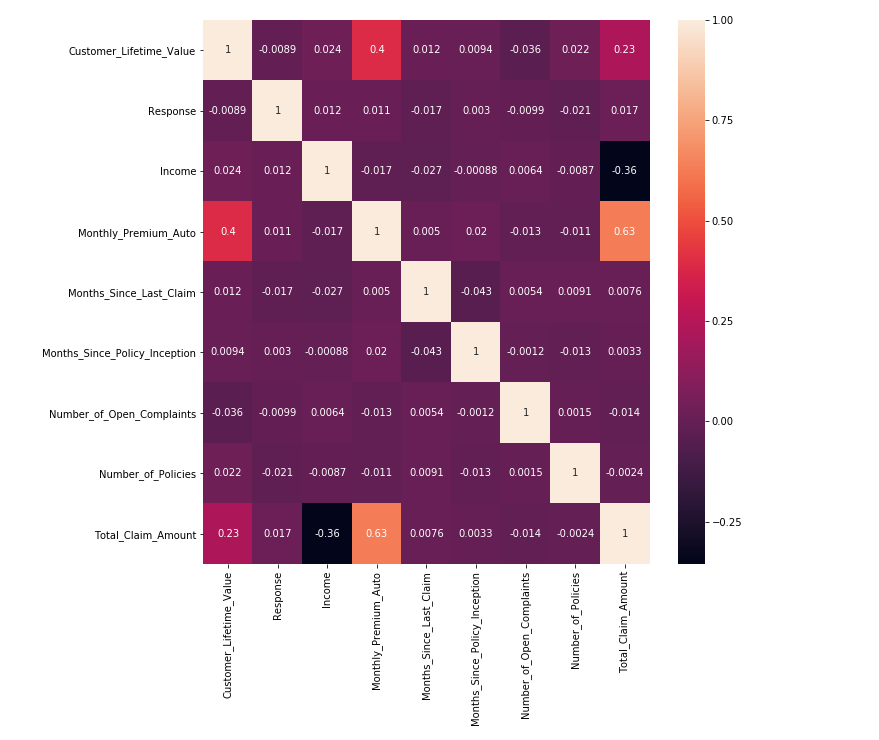 Customer_Lifetime_Value 1 -0.0089 0.024 0.4 0.012 0.0094 -0.036 0.022 0.23
Response -0.0089 1 0.012 0.011 -0.017 0.003 -0.0099 -0.021 0.017
Income 0.024 0.012 1 -0.017 -0.027 -0.00088 0.0064 -0.0087 -0.36
Monthly_Premium_Auto 0.4 0.011 -0.017 1 0.005 0.02 -0.013 -0.011 0.63
Months_Since_Last_Claim 0.012 -0.017 -0.027 0.005 1 -0.043 0.0054 0.0091 0.0076
Months_Since_Policy_Inception 0.0094 0.003 -0.00088 0.02 -0.043 1 -0.0012 -0.013 0.0033
Number_of_Open_Complaints -0.036 -0.0099 0.0064 -0.013 0.0054 -0.0012 1 0.0015 -0.014
Number_of_Policies 0.022 -0.021 -0.0087 -0.011 0.0091 -0.013 0.0015 1 -0.0024
Total_Claim_Amount 0.23 0.017 -0.36 0.63 0.0076 0.0033 -0.014 -0.0024 1
Customer_Lifetime_Value
Response
Income
Monthly_Premium_Auto
Months_Since_Last_Claim
Months_Since_Policy_Inception
Number_of_Open_Complaints
Number_of_Policies
Total_Claim_Amount
1.00
0.75
0.50
0.25
0.00
−0.25